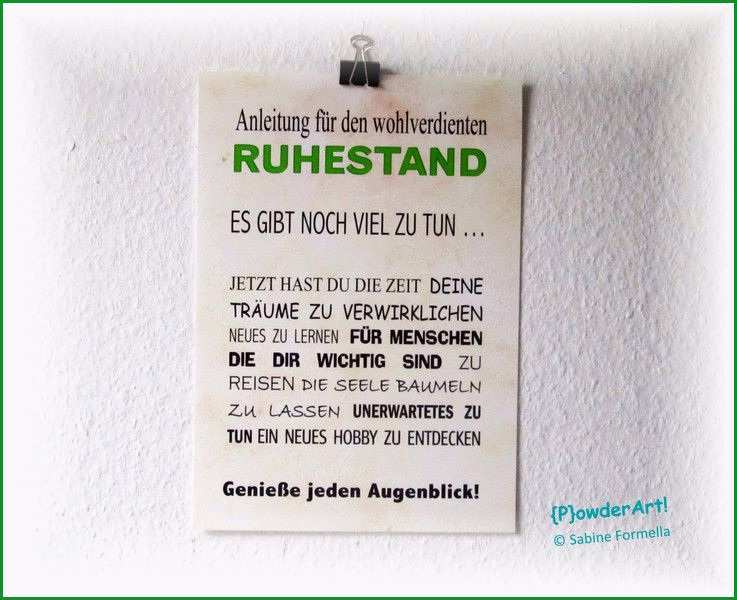 Anleitung für den wohlverdienten
RUHESTAND
ES GIBT NOCH VIEL ZU TUN ...
JETZT HAST DU DIE ZEIT DEINE
TRÄUME ZU VERWIRKLICHEN
NEUES ZU LERNEN FÜR MENSCHEN
DIE DIR WICHTIG SIND ZU
REISEN DIE SEELE BAUMELN
ZU LASSEN UNERWARTETES ZU
TUN EIN NEUES HOBBY ZU ENTDECKEN
Genieße jeden Augenblick!
{P}owderArt!
© Sabine Formella